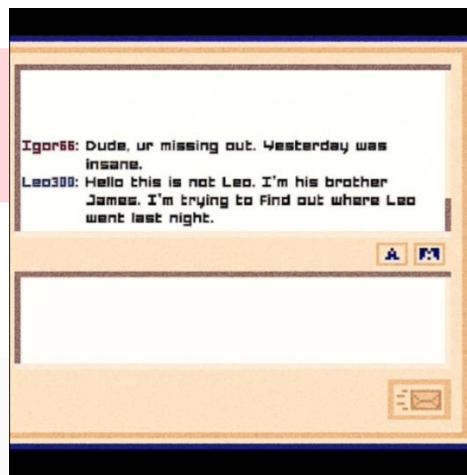 Igor66: Dude, ur missing out. Yesterday was
insane.
Leo300: Hello this is not Leo. I'm his brother
James. I'm trying to find out where Leo
went last night.
A A